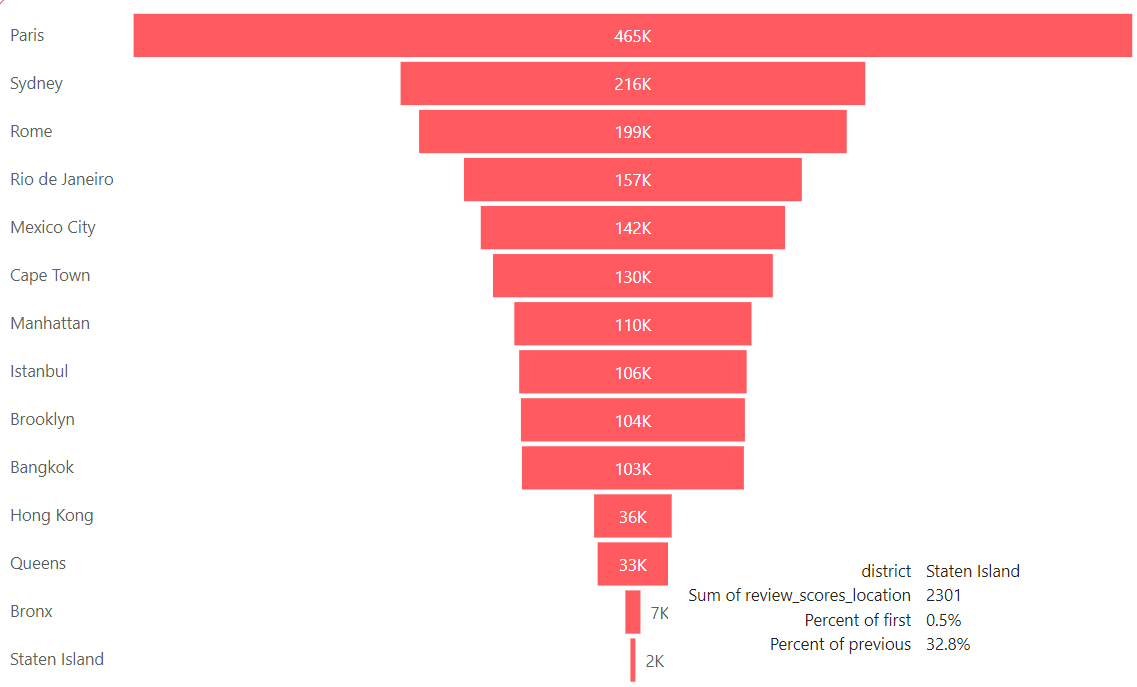 Paris 465K
Sydney 216K
Rome 199K
Rio de Janeiro 157K
Mexico City 142K
Cape Town 130K
Manhattan 110K
Istanbul 106K
Brooklyn 104K
Bangkok 103K
Hong Kong 36K
Queens 33K
Bronx 7K
Staten Island 2K
district Staten Island
Sum of review_scores_location 2301
Percent of first 0.5%
Percent of previous 32.8%